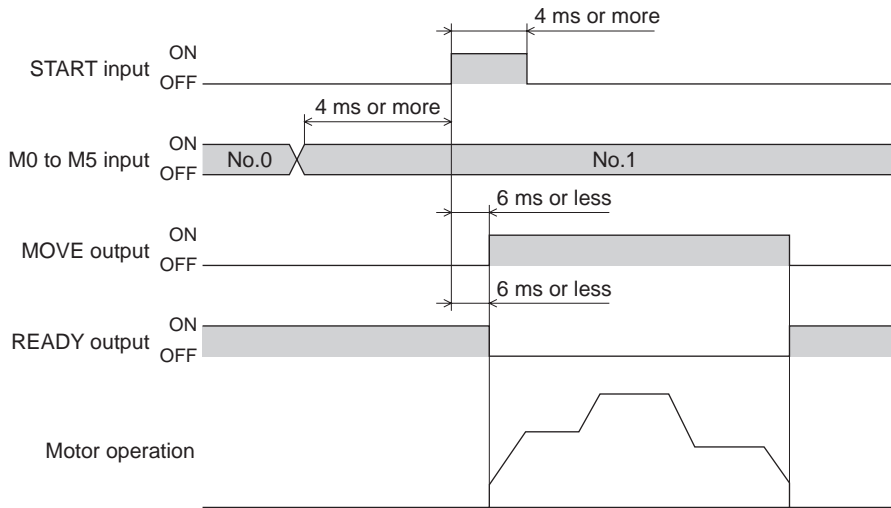 4 ms or more
ON
START input
OFF
4 ms or more
ON
M0 to M5 input
No.0
No.1
OFF
6 ms or less
ON
MOVE output
OFF
6 ms or less
ON
READY output
OFF
Motor operation